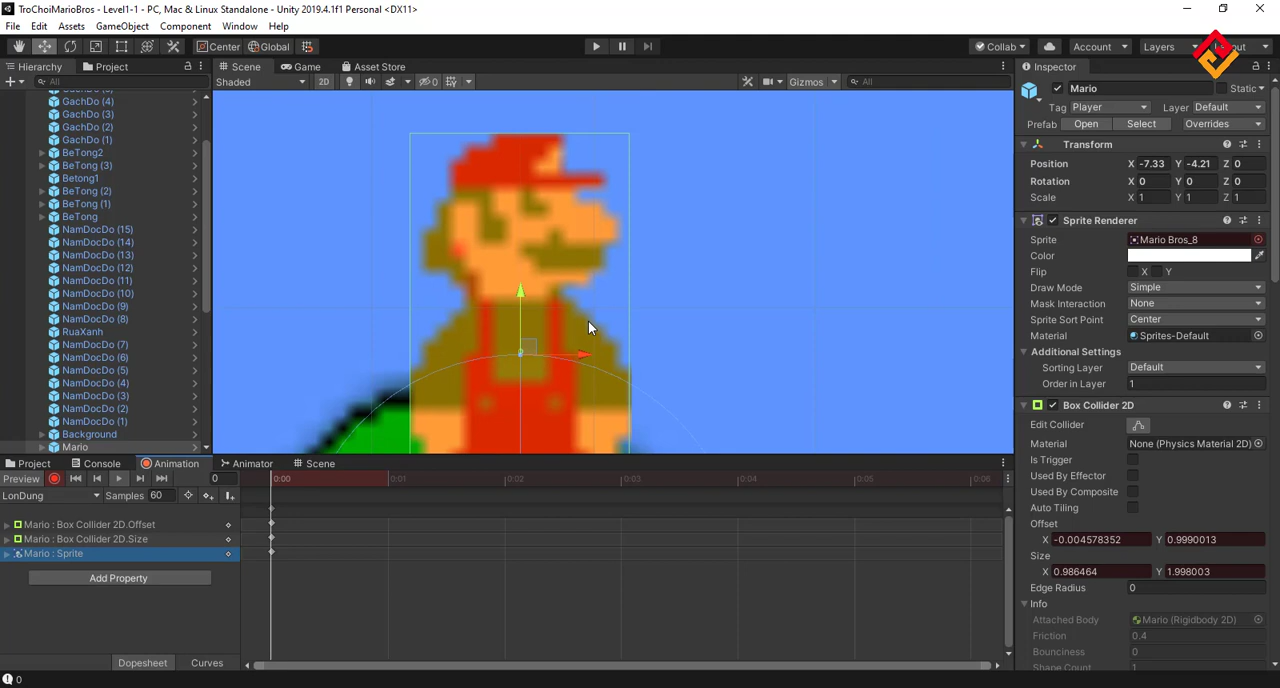 TroChoiMarioBros - Level1-1 - PC, Mac & Linux Standalone - Unity 2019.4.1f1 Personal <DX11>
File Edit Assets GameObject Component Window Help
Center Global Collab Account Layers
Hierarchy Project Scene Game Asset Store Inspector
All Shaded 2D 0 Gizmos All
Mario Static
Tag Player Layer Default
Prefab Open Select Overrides
Transform
Position X -7.33 Y -4.21 Z 0
Rotation X 0 Y 0 Z 0
Scale X 1 Y 1 Z 1
Sprite Renderer
Sprite Mario Bros_8
Color
Flip X Y
Draw Mode Simple
Mask Interaction None
Sprite Sort Point Center
Material Sprites-Default
Additional Settings
Sorting Layer Default
Order in Layer 1
Box Collider 2D
Edit Collider
Material None (Physics Material 2D)
Is Trigger
Used By Effector
Used By Composite
Auto Tiling
Offset
X -0.004578352 Y 0.9990013
Size
X 0.986464 Y 1.998003
Edge Radius 0
Info
Attached Body Mario (Rigidbody 2D)
Friction 0.4
Bounciness 0
Shape Count 1
GachDo (4)
GachDo (3)
GachDo (2)
GachDo (1)
BeTong2
BeTong (3)
Betong1
BeTong (2)
BeTong (1)
BeTong
NamDocDo (15)
NamDocDo (14)
NamDocDo (13)
NamDocDo (12)
NamDocDo (11)
NamDocDo (10)
NamDocDo (9)
NamDocDo (8)
RuaXanh
NamDocDo (7)
NamDocDo (6)
NamDocDo (5)
NamDocDo (4)
NamDocDo (3)
NamDocDo (2)
NamDocDo (1)
Background
Mario
Project Console Animation Animator Scene
Preview 0 0:00 0:01 0:02 0:03 0:04 0:05 0:06
LonDung Samples 60
Mario : Box Collider 2D.Offset
Mario : Box Collider 2D.Size
Mario : Sprite
Add Property
Dopesheet Curves
0